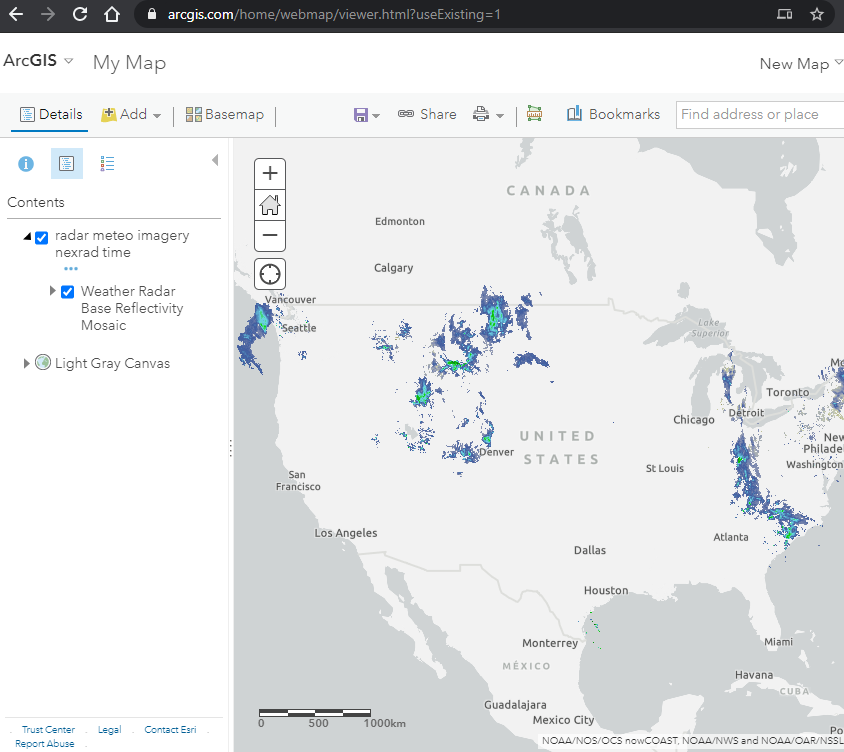 arcgis.com/home/webmap/viewer.html?useExisting=1
ArcGIS
My Map
New Map
Details
Add
Basemap
Share
Bookmarks
Find address or place
Contents
radar meteo imagery
nexrad time
Weather Radar
Base Reflectivity
Mosaic
Light Gray Canvas
Trust Center
Legal
Contact Esri
Report Abuse
CANADA
Edmonton
Calgary
Vancouver
Seattle
Lake
Superior
Toronto
Mo
Detroit
Chicago
New
Philadel
Washington
UNITED
STATES
Denver
St Louis
San
Francisco
Los Angeles
Atlanta
Dallas
Houston
Monterrey
MÉXICO
Miami
Havana
CUBA
Guadalajara
Mexico City
Po
0 500 1000km
NOAA/NOS/OCS nowCOAST, NOAA/NWS and NOAA/OAR/NSSL